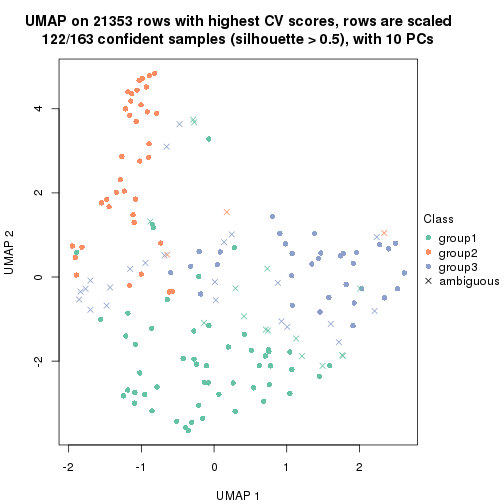 UMAP on 21353 rows with highest CV scores, rows are scaled
122/163 confident samples (silhouette > 0.5), with 10 PCs
UMAP 2
4
2
0
-2
-2
-1
0
1
2
UMAP 1
Class
group1
group2
group3
ambiguous